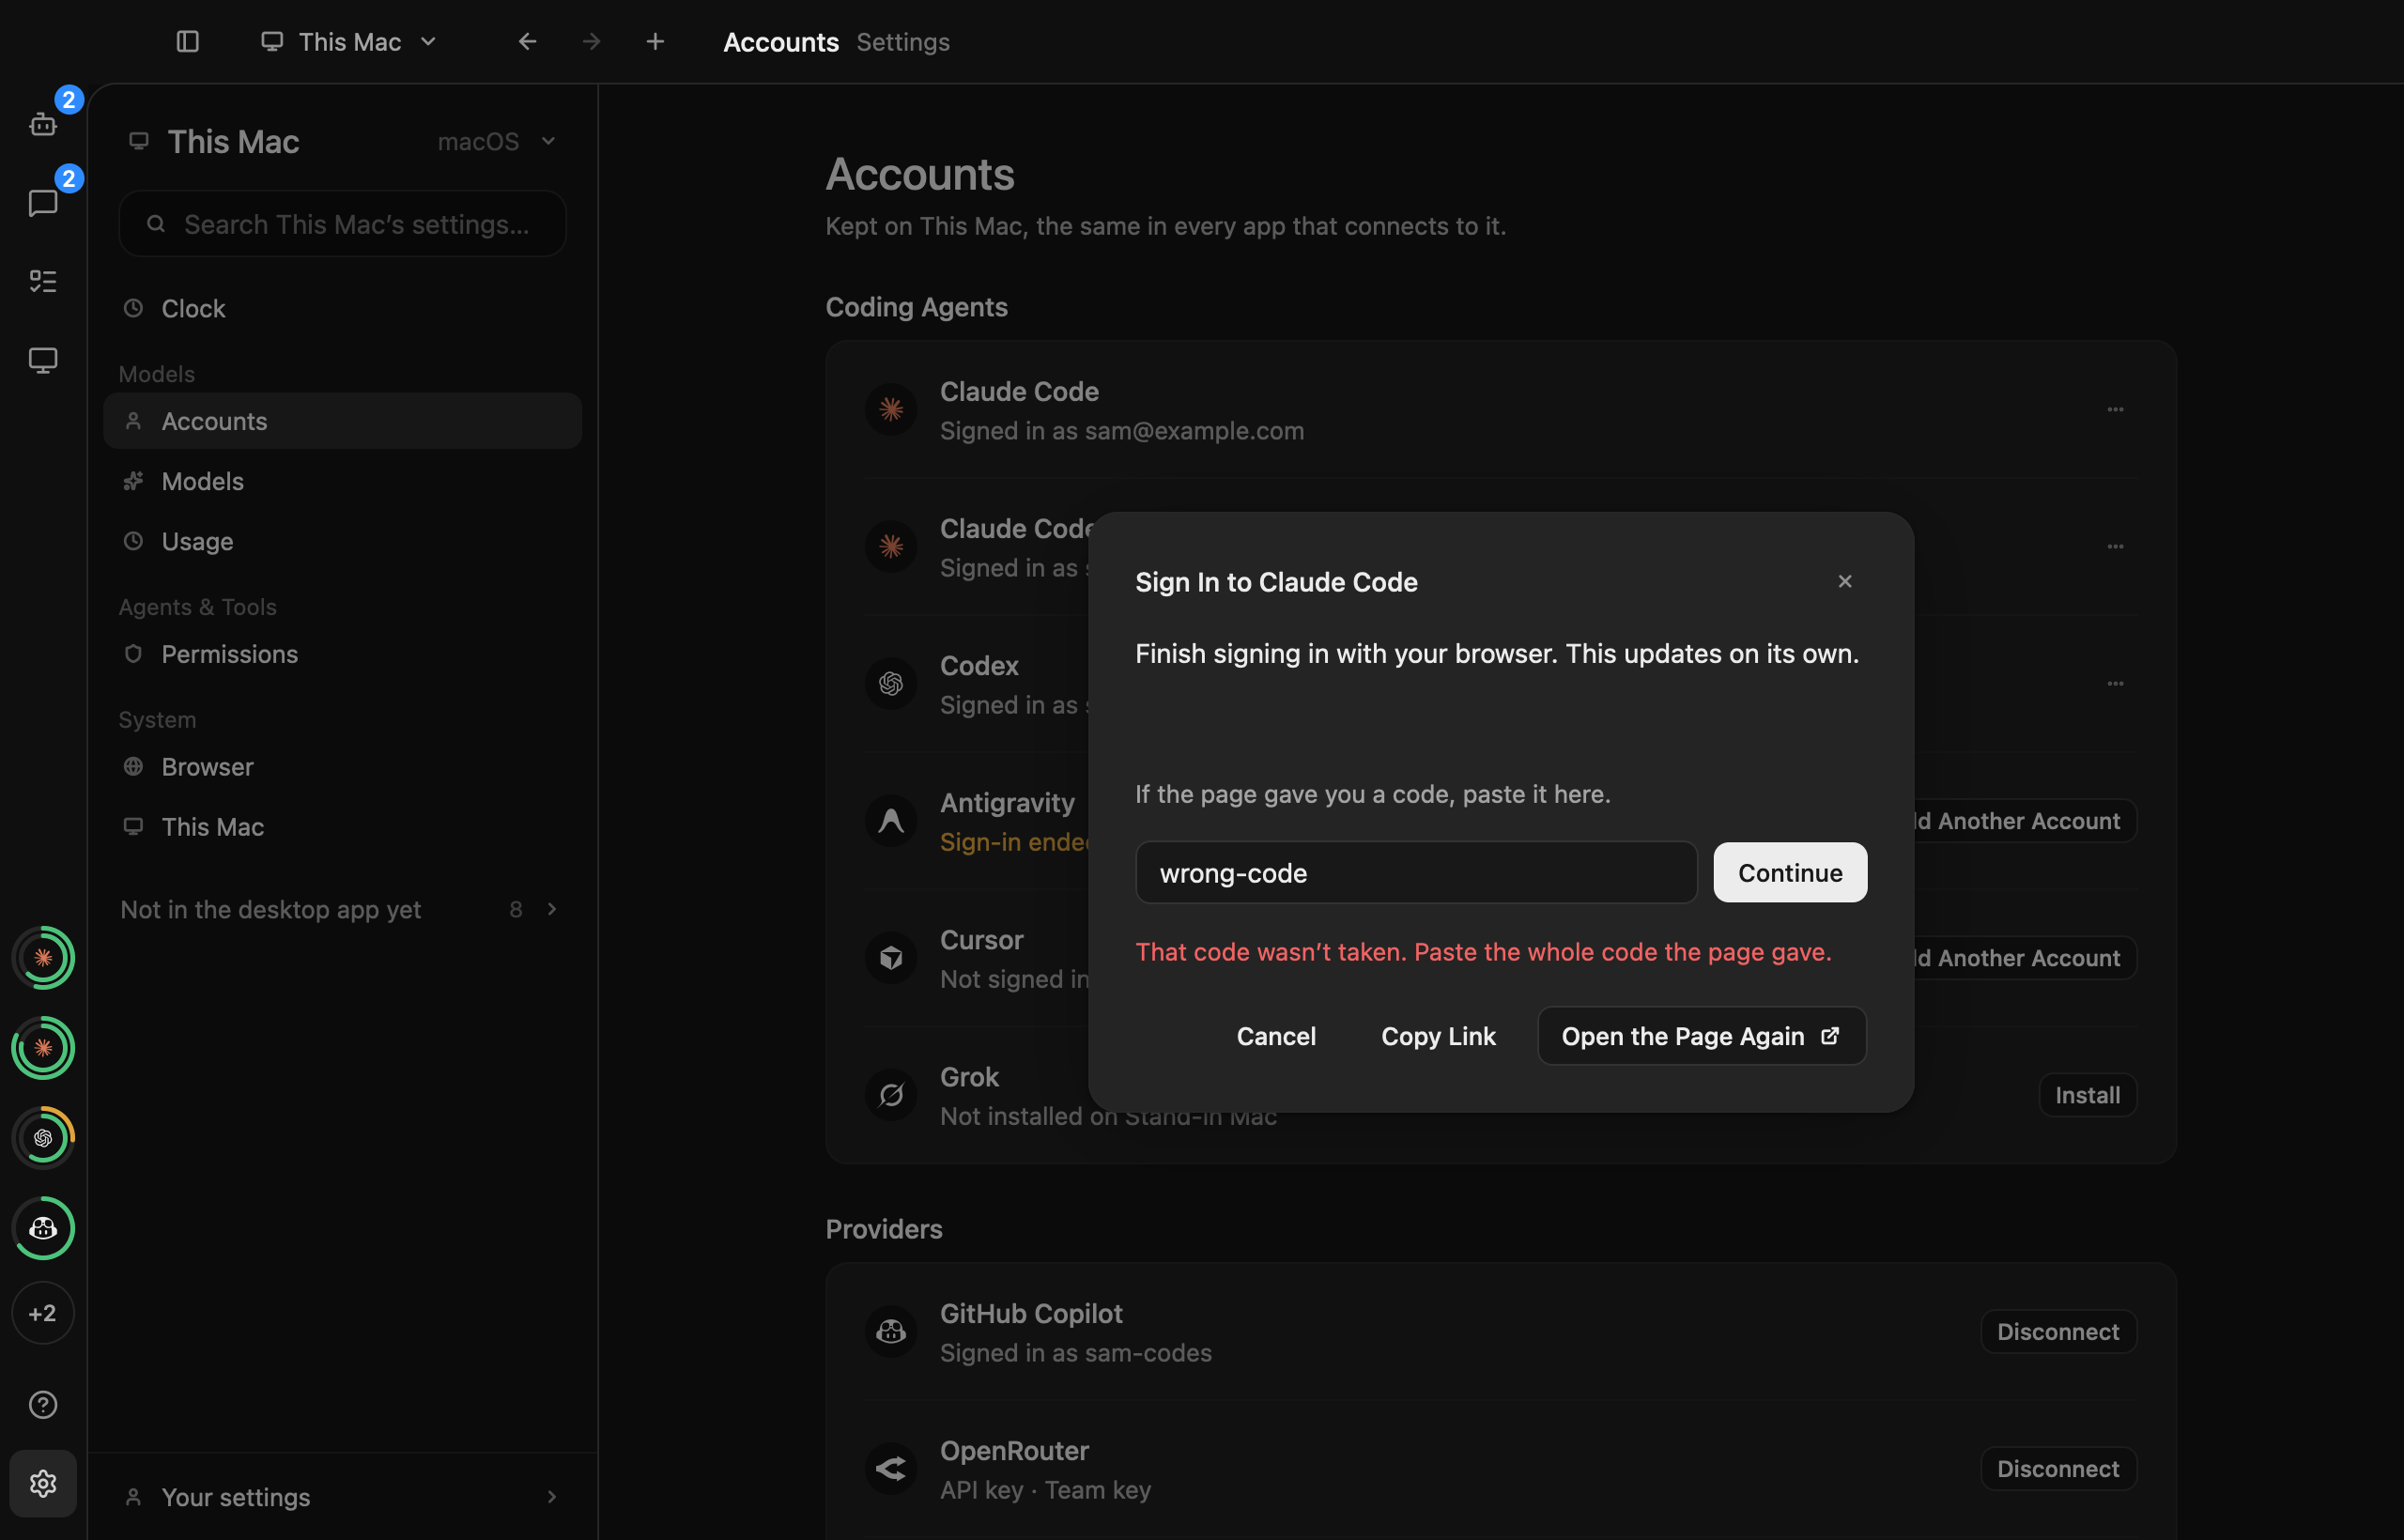 This Mac
Accounts Settings
2
2
This Mac macOS
Search This Mac’s settings...
Clock
Models
Accounts
Models
Usage
Agents & Tools
Permissions
System
Browser
This Mac
Not in the desktop app yet 8
+2
Your settings
Accounts
Kept on This Mac, the same in every app that connects to it.
Coding Agents
Claude Code
Signed in as sam@example.com
Claude Code
Signed in as
Codex
Signed in as
Antigravity
Sign-in ended
Another Account
Cursor
Not signed in
Another Account
Grok
Not installed on Stand-in Mac
Install
Sign In to Claude Code
Finish signing in with your browser. This updates on its own.
If the page gave you a code, paste it here.
wrong-code
Continue
That code wasn’t taken. Paste the whole code the page gave.
Cancel
Copy Link
Open the Page Again
Providers
GitHub Copilot
Signed in as sam-codes
Disconnect
OpenRouter
API key · Team key
Disconnect